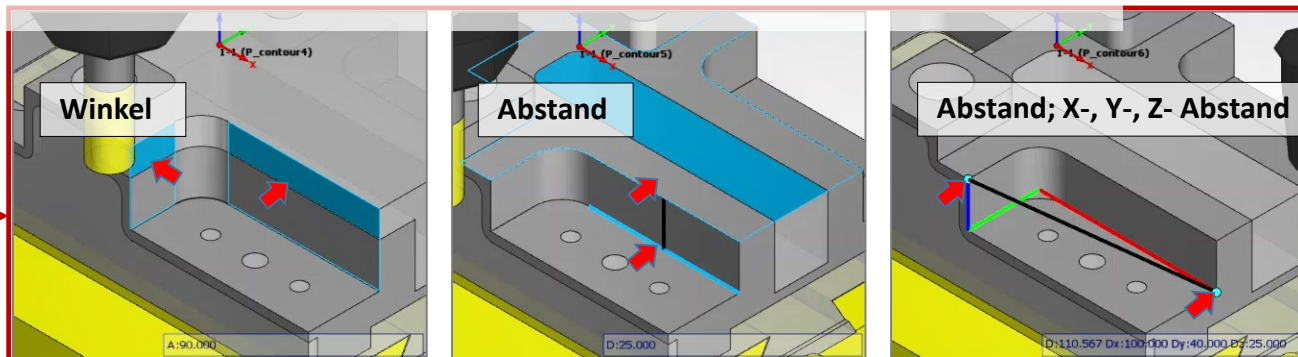 1-1 (P_contour4)
X
Winkel
A:90.000
1-1 (P_contour5)
Abstand
D:25.000
1-1 (P_contour6)
X
Abstand; X-, Y-, Z- Abstand
D:110.567 Dx:100.000 Dy:40.000 Dz:25.000